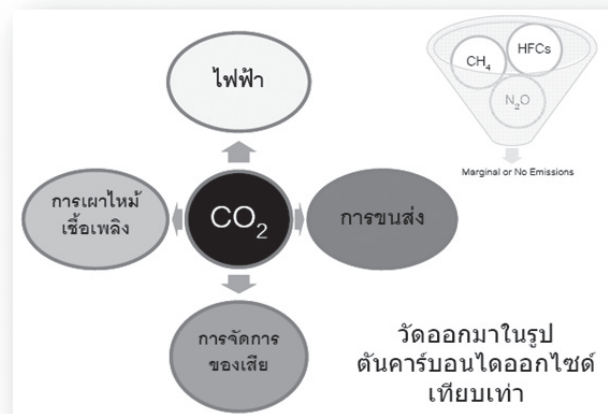 ไฟฟ้า
CH₄
HFCs
N₂O
Marginal or No Emissions
การเผาไหม้
เชื้อเพลิง
CO₂
การขนส่ง
การจัดการ
ของเสีย
วัดออกมาในรูป
ตันคาร์บอนไดออกไซด์
เทียบเท่า